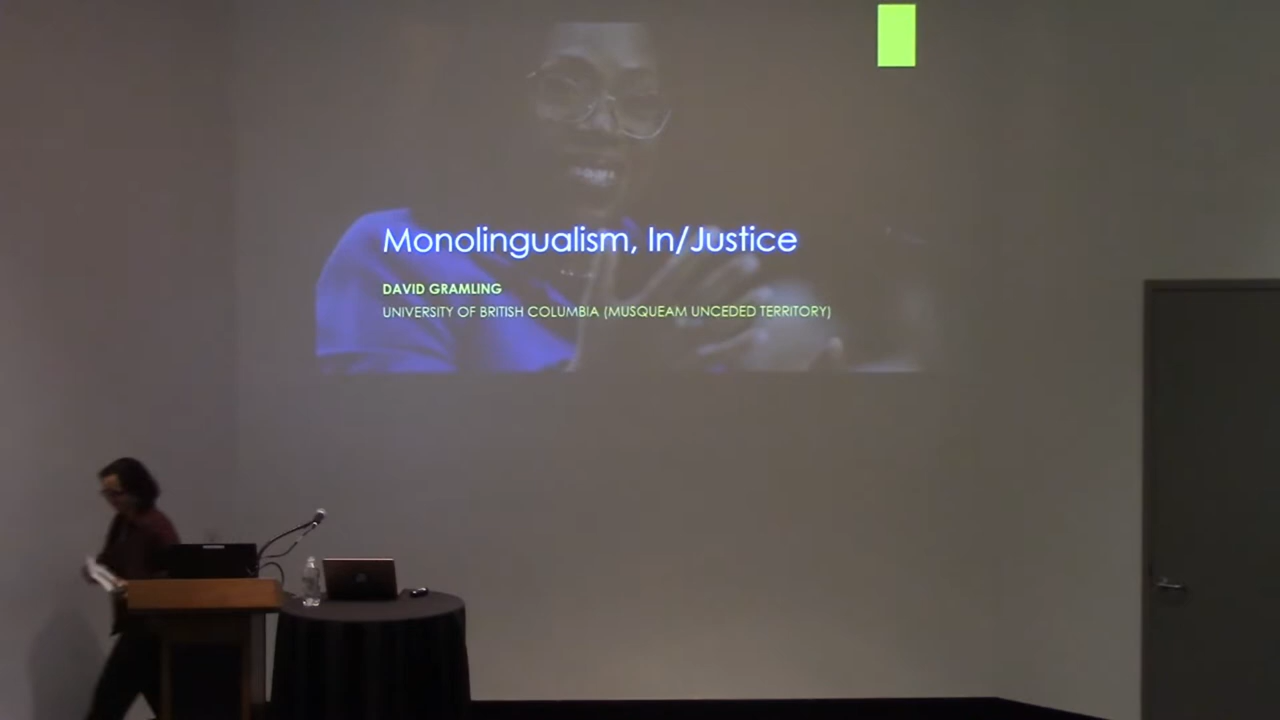 Monolingualism, In/Justice
DAVID GRAMLING
UNIVERSITY OF BRITISH COLUMBIA (MUSQUEAM UNCEDED TERRITORY)